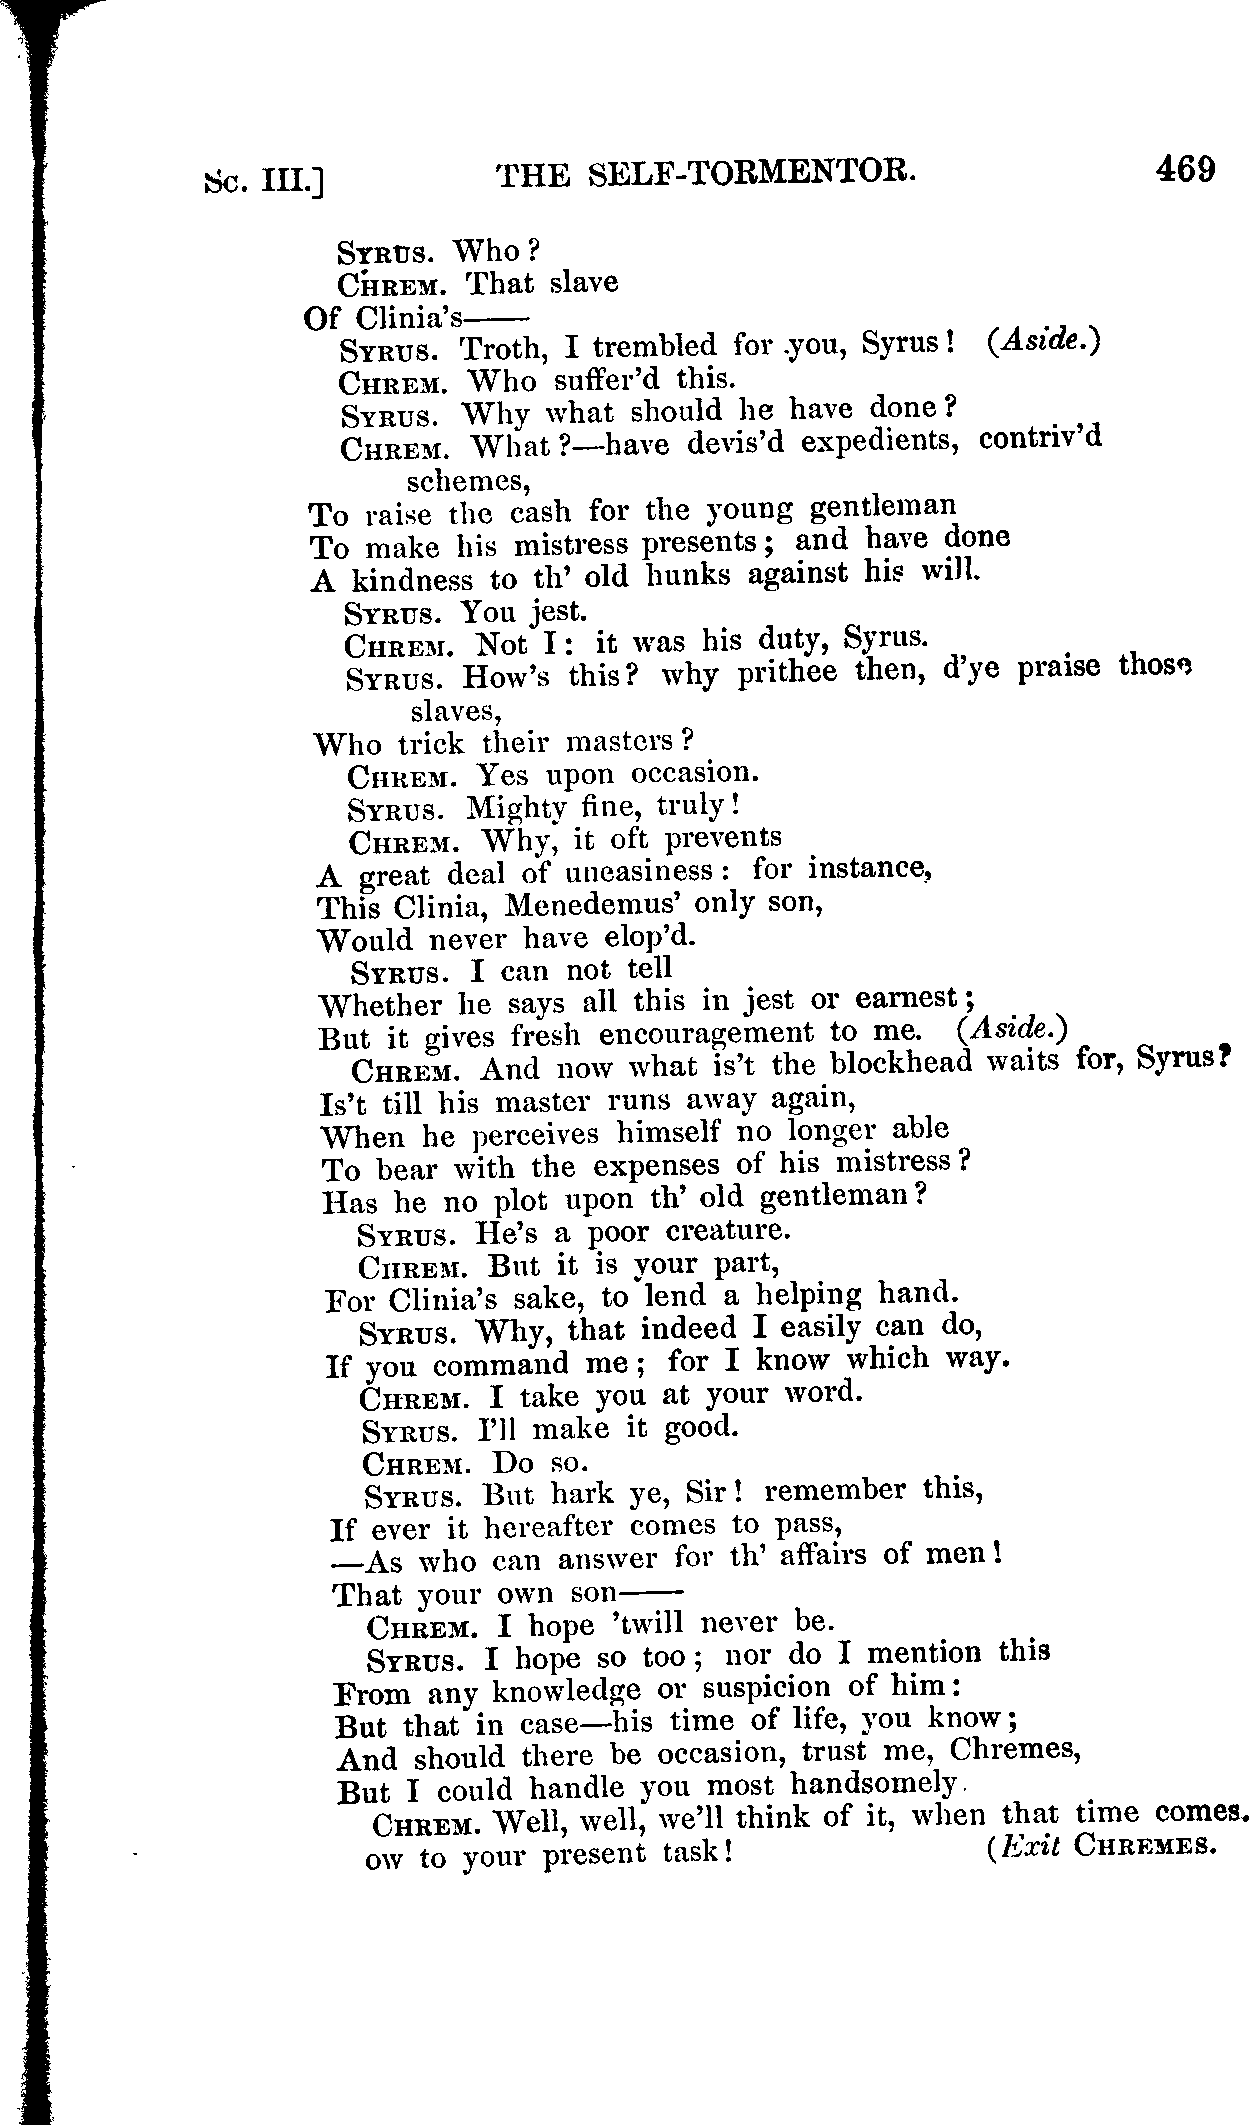 Sc. III.] THE SELF-TORMENTOR. 469
SYRUS. Who?
CHREM. That slave
Of Clinia's——
SYRUS. Troth, I trembled for you, Syrus! (Aside.)
CHREM. Who suffer'd this.
SYRUS. Why what should he have done?
CHREM. What?—have devis'd expedients, contriv'd
schemes,
To raise the cash for the young gentleman
To make his mistress presents; and have done
A kindness to th' old hunks against his will.
SYRUS. You jest.
CHREM. Not I: it was his duty, Syrus.
SYRUS. How's this? why prithee then, d'ye praise those
slaves,
Who trick their masters?
CHREM. Yes upon occasion.
SYRUS. Mighty fine, truly!
CHREM. Why, it oft prevents
A great deal of uneasiness: for instance,
This Clinia, Menedemus' only son,
Would never have elop'd.
SYRUS. I can not tell
Whether he says all this in jest or earnest;
But it gives fresh encouragement to me. (Aside.)
CHREM. And now what is't the blockhead waits for, Syrus?
Is't till his master runs away again,
When he perceives himself no longer able
To bear with the expenses of his mistress?
Has he no plot upon th' old gentleman?
SYRUS. He's a poor creature.
CHREM. But it is your part,
For Clinia's sake, to lend a helping hand.
SYRUS. Why, that indeed I easily can do,
If you command me; for I know which way.
CHREM. I take you at your word.
SYRUS. I'll make it good.
CHREM. Do so.
SYRUS. But hark ye, Sir! remember this,
If ever it hereafter comes to pass,
—As who can answer for th' affairs of men!
That your own son——
CHREM. I hope 'twill never be.
SYRUS. I hope so too; nor do I mention this
From any knowledge or suspicion of him:
But that in case—his time of life, you know;
And should there be occasion, trust me, Chremes,
But I could handle you most handsomely.
CHREM. Well, well, we'll think of it, when that time comes.
ow to your present task! (Exit CHREMES.